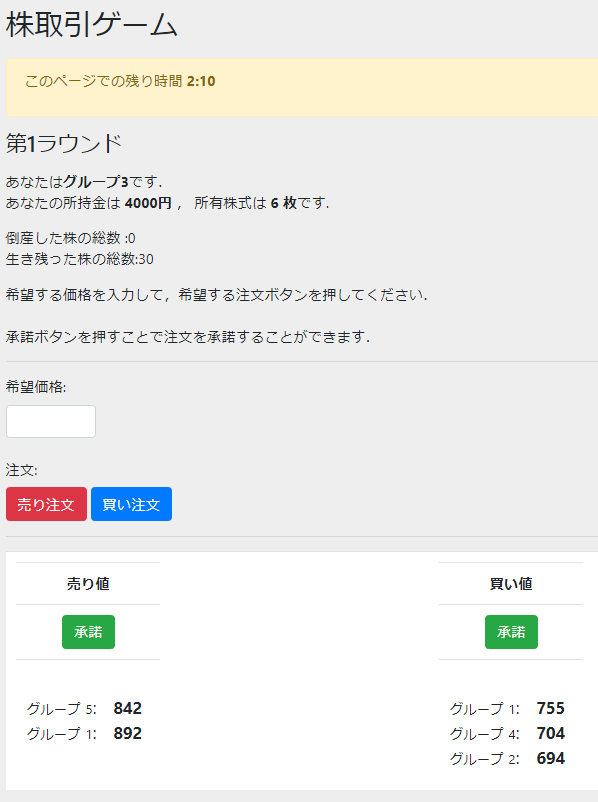 株取引ゲーム
このページでの残り時間 2:10
第1ラウンド
あなたはグループ3です．
あなたの所持金は 4000円 ， 所有株式は 6 枚です．
倒産した株の総数 :0
生き残った株の総数:30
希望する価格を入力して，希望する注文ボタンを押してください．
承諾ボタンを押すことで注文を承諾することができます．
希望価格:
注文:
売り注文 買い注文
売り値 買い値
承諾 承諾
グループ 5: 842 グループ 1: 755
グループ 1: 892 グループ 4: 704
グループ 2: 694